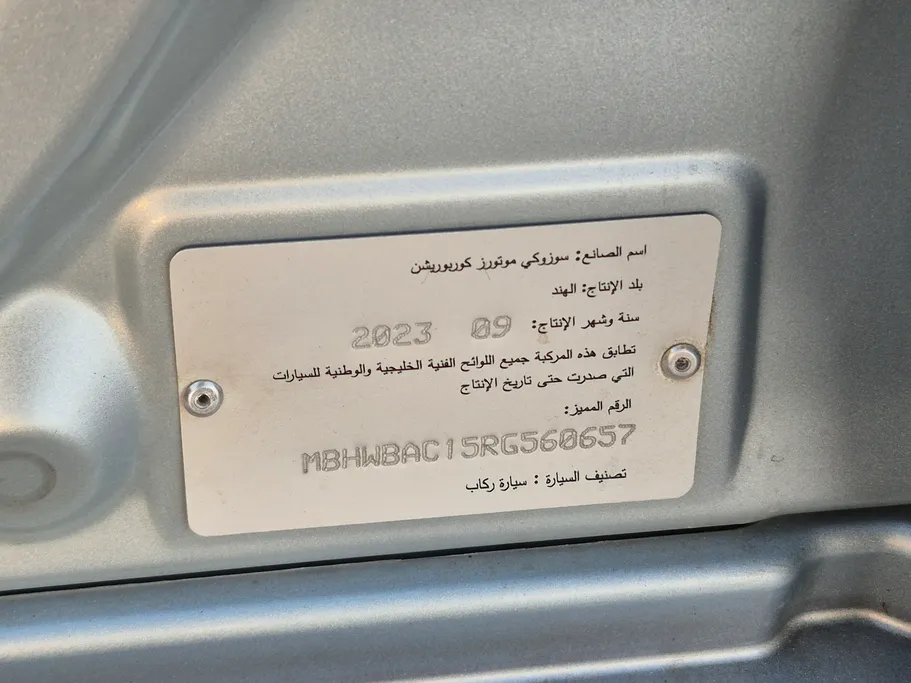 اسم الصانع: سوزوكي موتورز كوربوريشن
بلد الإنتاج: الهند
سنة وشهر الإنتاج: 09 2023
تطابق هذه المركبة جميع اللوائح الفنية الخليجية والوطنية للسيارات
التي صدرت حتى تاريخ الإنتاج
الرقم المميز:
MBHWBAC15RG560657
تصنيف السيارة : سيارة ركاب